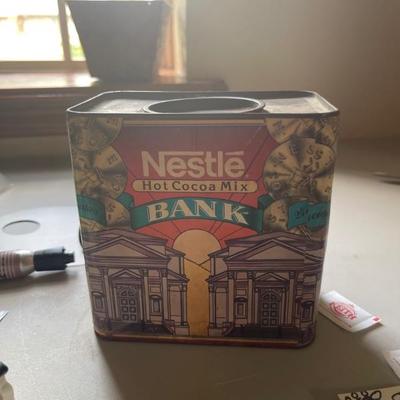 Nestlé
Hot Cocoa Mix
BANK